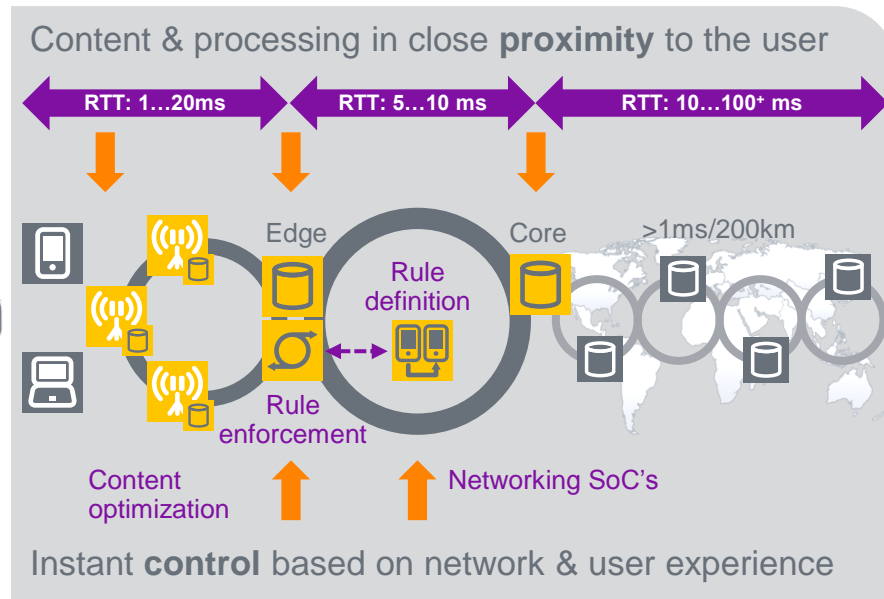 Content & processing in close proximity to the user
RTT: 1…20ms
RTT: 5…10 ms
RTT: 10…100⁺ ms
Edge
Core
>1ms/200km
Rule
definition
Rule
enforcement
Content
optimization
Networking SoC's
Instant control based on network & user experience